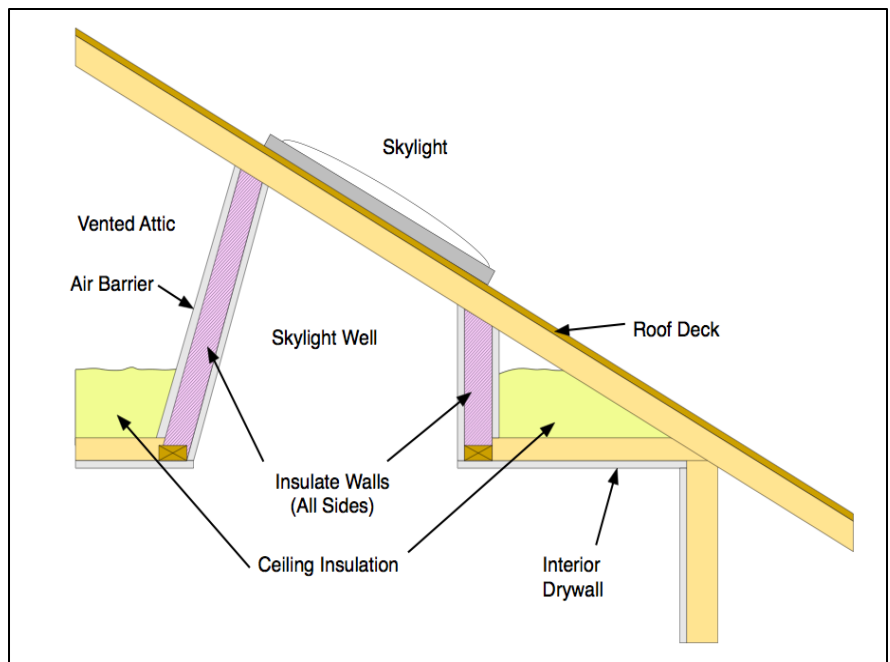 Skylight
Vented Attic
Air Barrier
Skylight Well
Roof Deck
Insulate Walls
(All Sides)
Ceiling Insulation
Interior
Drywall